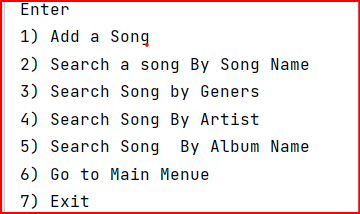 Enter
1) Add a Song
2) Search a song By Song Name
3) Search Song by Geners
4) Search Song By Artist
5) Search Song  By Album Name
6) Go to Main Menue
7) Exit